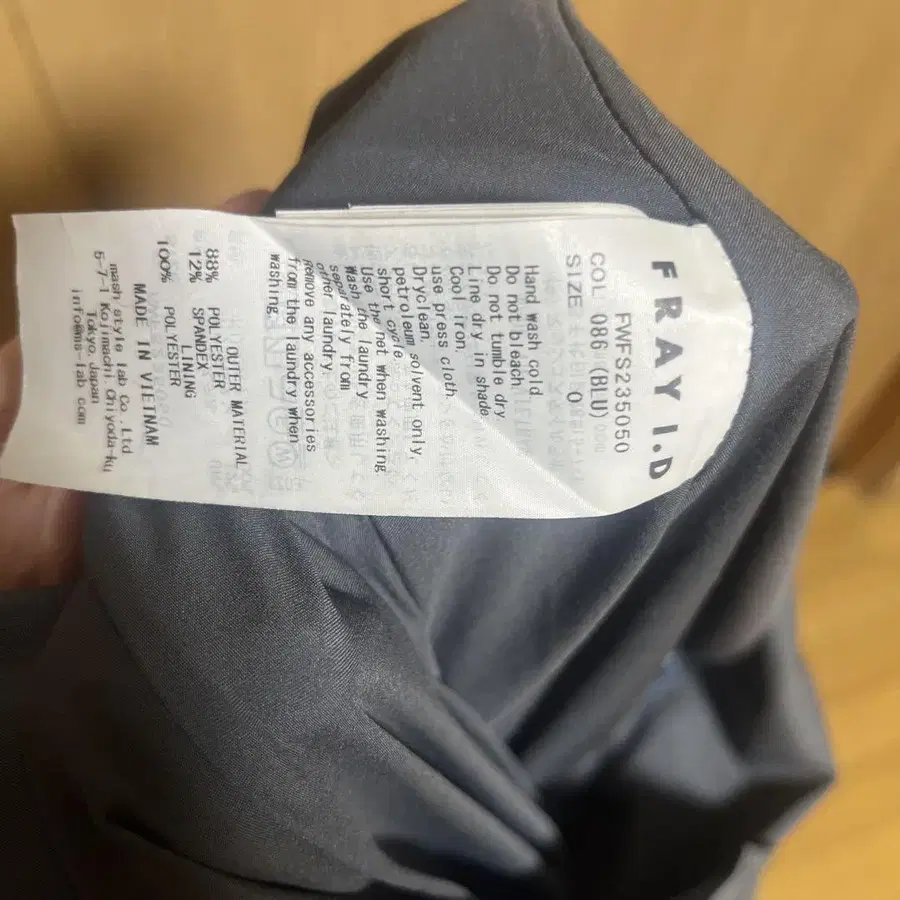 FRAY I.D
FWFS235050
COL. 086 (BLU)
SIZE 0
Hand wash cold
Do not bleach
Do not tumble dry
Line dry in shade
Cool iron.
use press cloth.
Dryclean.
petroleum solvent only,
short cycle.
Use the net when washing
Wash the laundry
separately from
other laundry.
Remove any accessories
from the laundry when
washing.
OUTER MATERIAL
88% POLYESTER
12% SPANDEX
LINING
100% POLYESTER
MADE IN VIETNAM
mash style lab Co.,Ltd
5-7-1 Kojimachi, Chiyoda-ku
Tokyo, Japan
info@ms-lab com